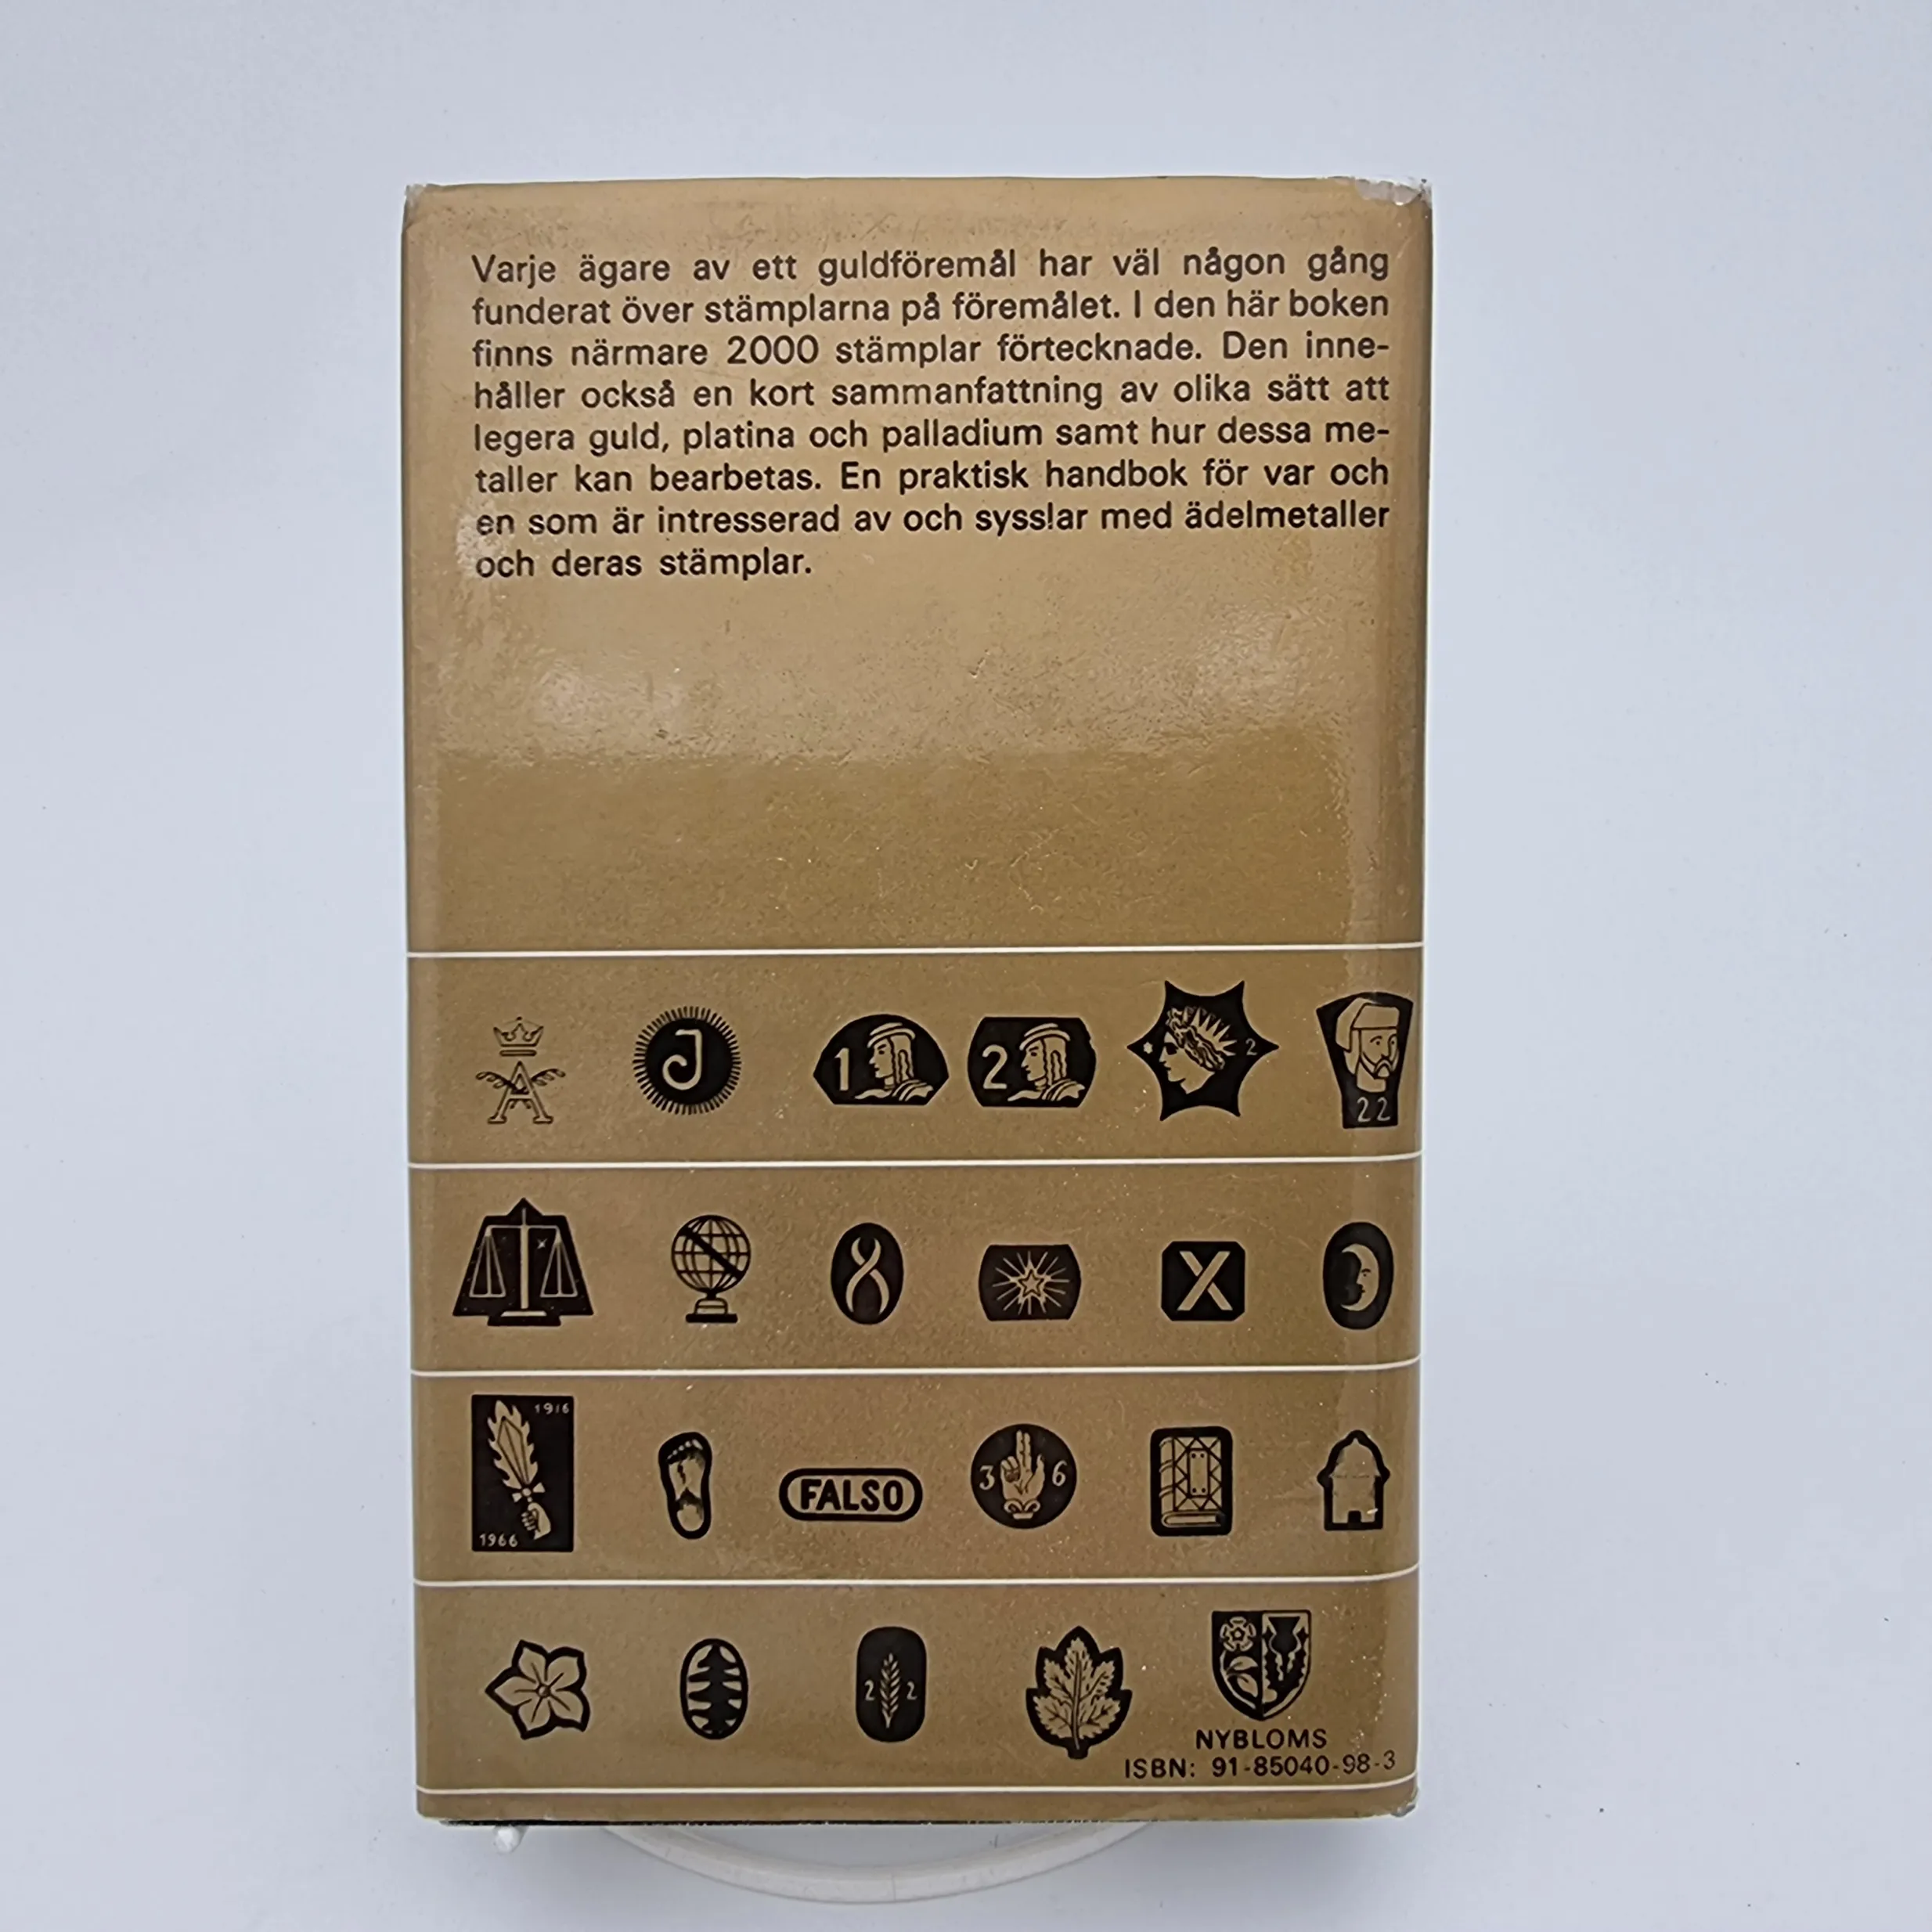 Varje ägare av ett guldföremål har väl någon gång
funderat över stämplarna på föremålet. I den här boken
finns närmare 2000 stämplar förtecknade. Den inne-
håller också en kort sammanfattning av olika sätt att
legera guld, platina och palladium samt hur dessa me-
taller kan bearbetas. En praktisk handbok för var och
en som är intresserad av och sysslar med ädelmetaller
och deras stämplar.
A J 1 2 2 22
X
1916
1966
FALSO 3 6
2 2
NYBLOMS
ISBN: 91-85040-98-3